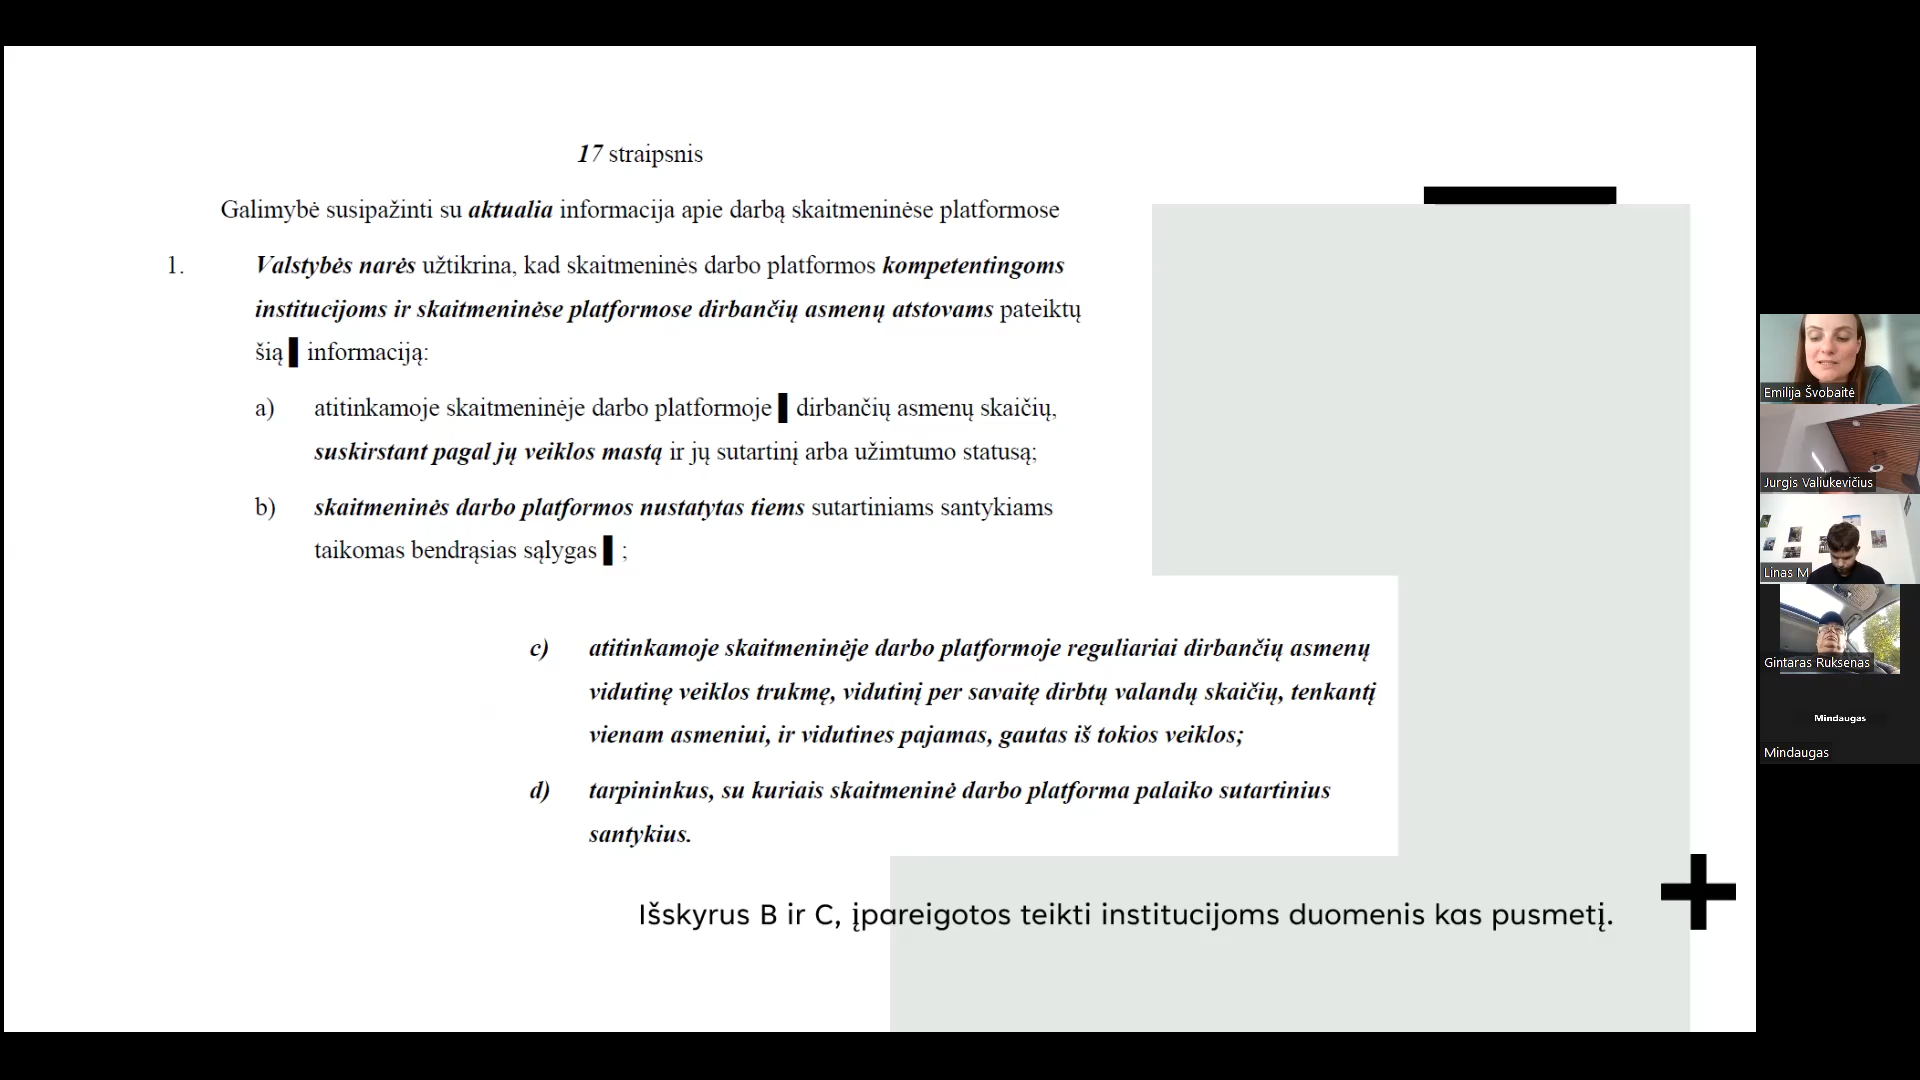 17 straipsnis
Galimybė susipažinti su aktualia informacija apie darbą skaitmeninėse platformose
1. Valstybės narės užtikrina, kad skaitmeninės darbo platformos kompetentingoms
institucijoms ir skaitmeninėse platformose dirbančių asmenų atstovams pateiktų
šią ▌ informaciją:
a) atitinkamoje skaitmeninėje darbo platformoje ▌ dirbančių asmenų skaičių,
suskirstant pagal jų veiklos mastą ir jų sutartinį arba užimtumo statusą;
b) skaitmeninės darbo platformos nustatytas tiems sutartiniams santykiams
taikomas bendrąsias sąlygas ▌ ;
c) atitinkamoje skaitmeninėje darbo platformoje reguliariai dirbančių asmenų
vidutinę veiklos trukmę, vidutinį per savaitę dirbtų valandų skaičių, tenkantį
vienam asmeniui, ir vidutines pajamas, gautas iš tokios veiklos;
d) tarpininkus, su kuriais skaitmeninė darbo platforma palaiko sutartinius
santykius.
Išskyrus B ir C, įpareigotos teikti institucijoms duomenis kas pusmetį.
Emilija Švobaitė
Jurgis Valiukevičius
Linas M
Gintaras Ruksenas
Mindaugas
Mindaugas